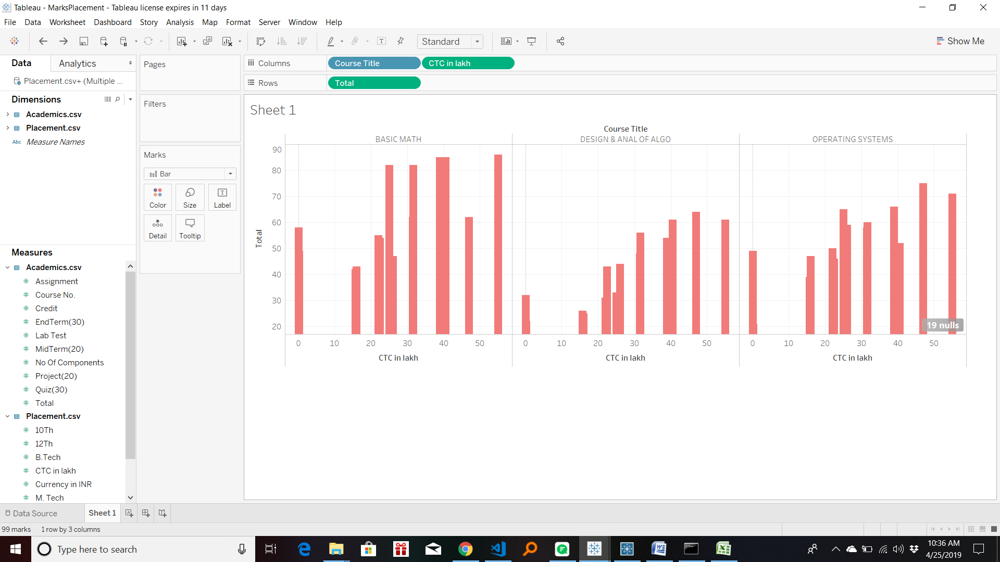 Tableau - MarksPlacement - Tableau license expires in 11 days
File Data Worksheet Dashboard Story Analysis Map Format Server Window Help
Standard
Show Me
Data Analytics
Placement.csv+ (Multiple ...
Dimensions
Academics.csv
Placement.csv
Abc Measure Names
Measures
Academics.csv
# Assignment
# Course No.
# Credit
# EndTerm(30)
# Lab Test
# MidTerm(20)
# No Of Components
# Project(20)
# Quiz(30)
# Total
Placement.csv
# 10Th
# 12Th
# B.Tech
# CTC in lakh
# Currency in INR
# M. Tech
Pages
Filters
Marks
Bar
Color Size Label
Detail Tooltip
Columns Course Title CTC in lakh
Rows Total
Sheet 1
Course Title
BASIC MATH DESIGN & ANAL OF ALGO OPERATING SYSTEMS
90
80
70
60
50
40
30
20
Total
19 nulls
0 10 20 30 40 50 0 10 20 30 40 50 0 10 20 30 40 50
CTC in lakh CTC in lakh CTC in lakh
Data Source Sheet 1
99 marks 1 row by 3 columns
Type here to search
10:36 AM
4/25/2019